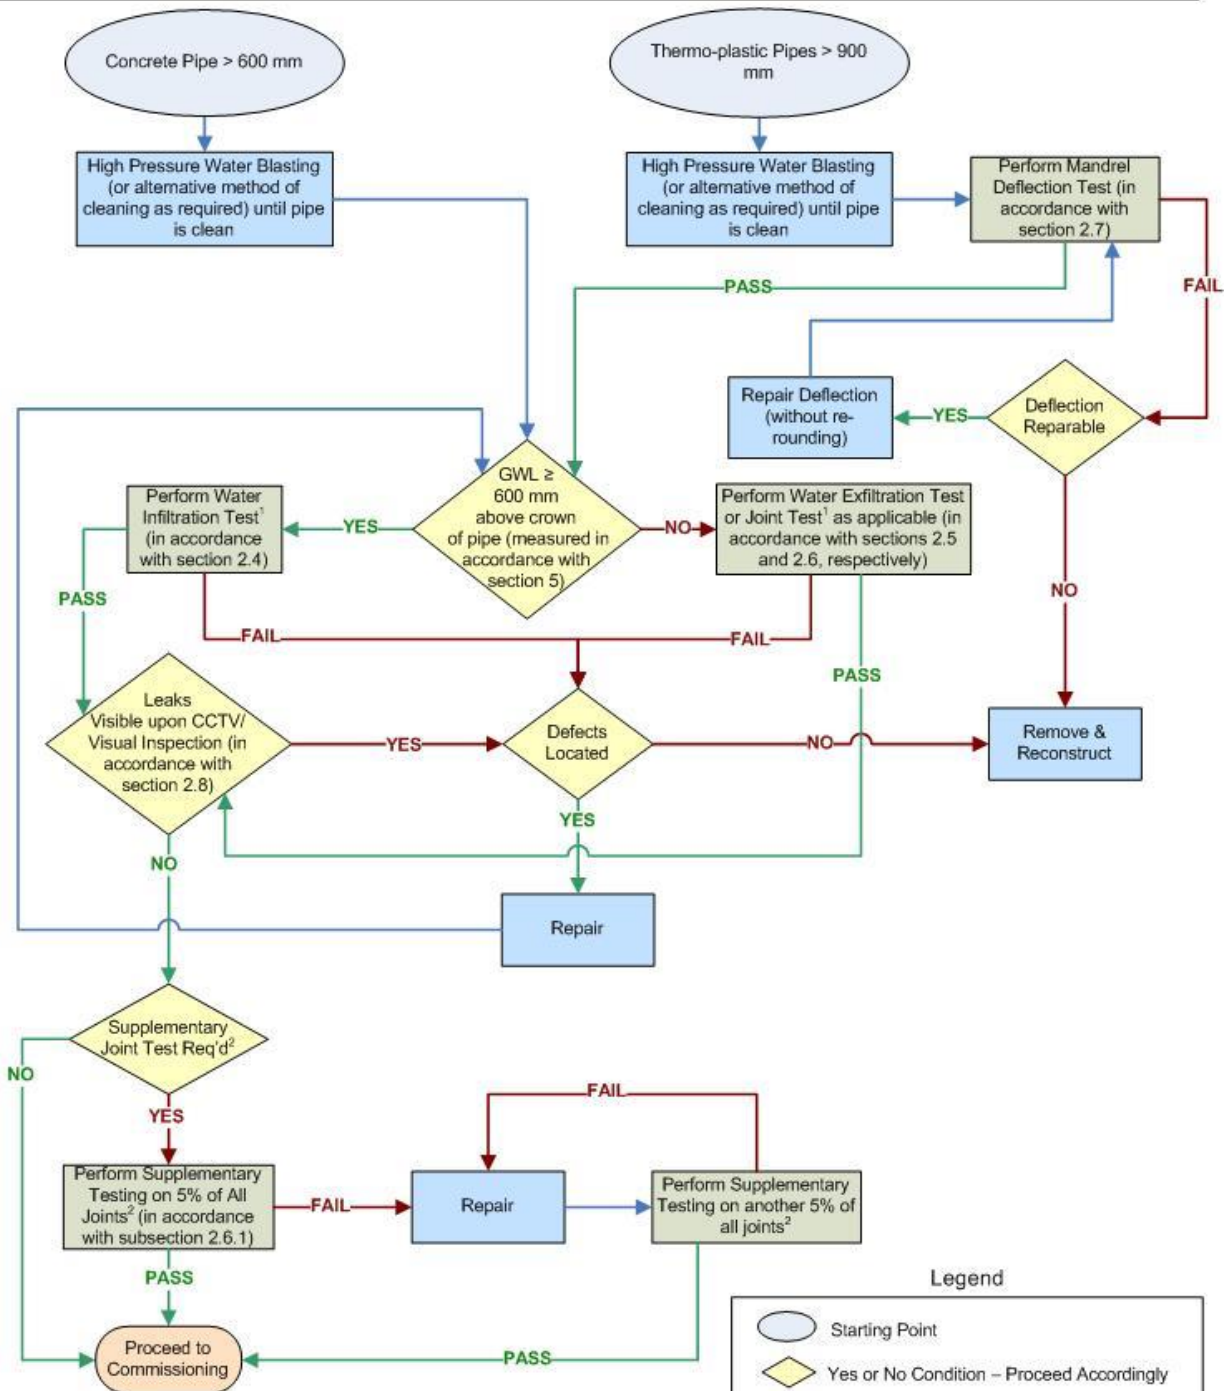 Concrete Pipe > 600 mm
Thermo-plastic Pipes > 900
mm
High Pressure Water Blasting
(or alternative method of
cleaning as required) until pipe
is clean
High Pressure Water Blasting
(or alternative method of
cleaning as required) until pipe
is clean
Perform Mandrel
Deflection Test (in
accordance with
section 2.7)
PASS
FAIL
Repair Deflection
(without re-
rounding)
YES
Deflection
Reparable
GWL ≥
600 mm
above crown
of pipe (measured in
accordance with
section 5)
Perform Water
Infiltration Test¹
(in accordance
with section 2.4)
YES
NO
Perform Water Exfiltration Test
or Joint Test¹ as applicable (in
accordance with sections 2.5
and 2.6, respectively)
NO
PASS
FAIL
FAIL
PASS
Leaks
Visible upon CCTV/
Visual Inspection (in
accordance with
section 2.8)
YES
Defects
Located
NO
Remove &
Reconstruct
YES
NO
Repair
Supplementary
Joint Test Req'd²
NO
YES
FAIL
Perform Supplementary
Testing on 5% of All
Joints² (in accordance
with subsection 2.6.1)
FAIL
Repair
Perform Supplementary
Testing on another 5% of
all joints²
PASS
Proceed to
Commissioning
PASS
Legend
Starting Point
Yes or No Condition – Proceed Accordingly